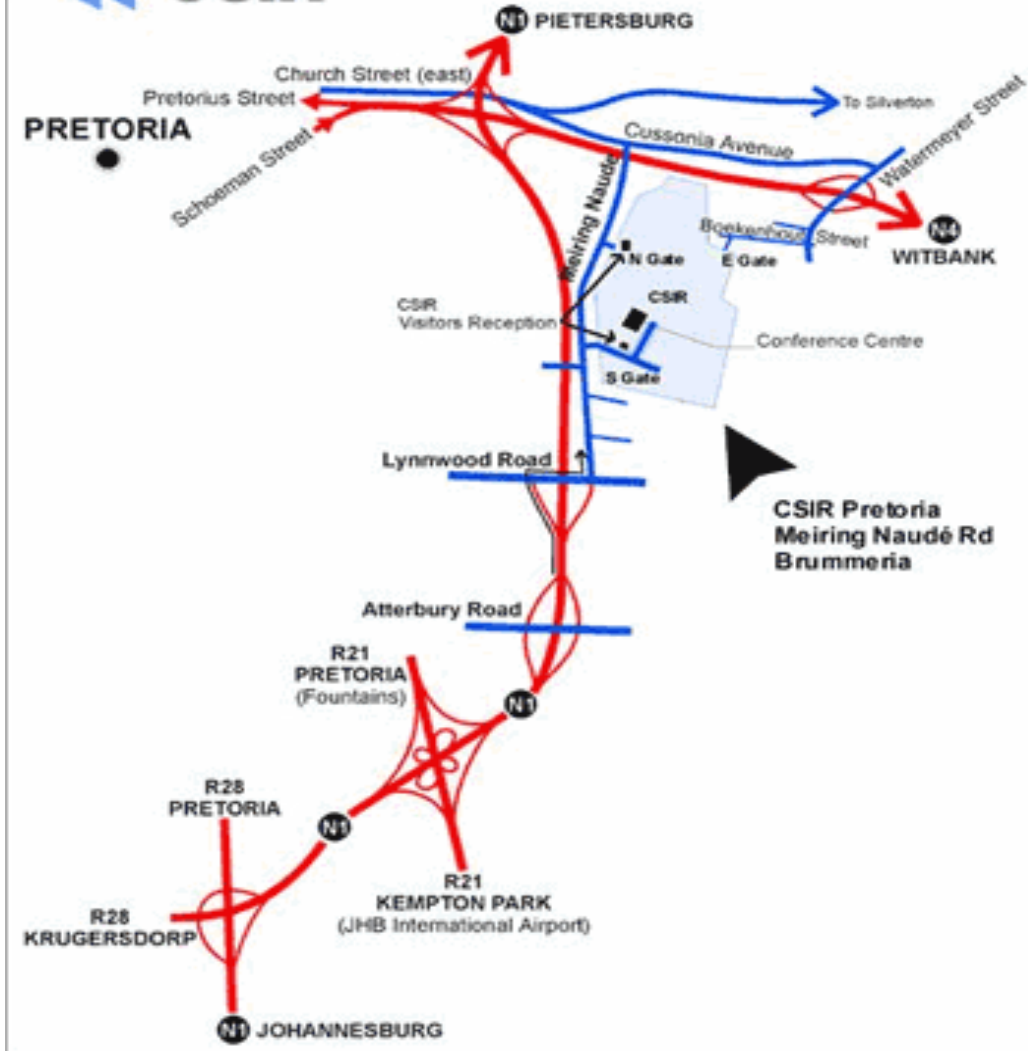 N1 PIETERSBURG
Church Street (east)
Pretorius Street
To Silverton
PRETORIA
Schoeman Street
Cussonia Avenue
Watermeyer Street
Meiring Naude
Boekenhout Street
N4
WITBANK
N Gate
E Gate
CSIR
CSIR
Visitors Reception
Conference Centre
S Gate
Lynnwood Road
CSIR Pretoria
Meiring Naudé Rd
Brummeria
Atterbury Road
R21
PRETORIA
(Fountains)
N1
R28
PRETORIA
N1
R21
KEMPTON PARK
(JHB International Airport)
R28
KRUGERSDORP
N1 JOHANNESBURG